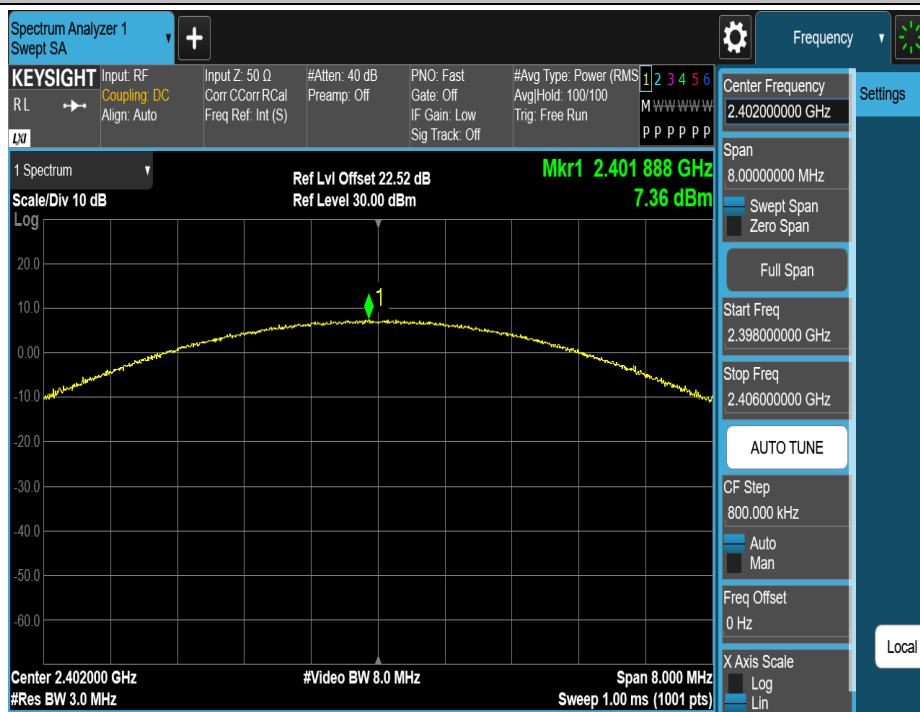 Spectrum Analyzer 1
Swept SA
+
Frequency
KEYSIGHT
RL
LXI
Input: RF
Coupling: DC
Align: Auto
Input Z: 50 Ω
Corr CCorr RCal
Freq Ref: Int (S)
#Atten: 40 dB
Preamp: Off
PNO: Fast
Gate: Off
IF Gain: Low
Sig Track: Off
#Avg Type: Power (RMS
Avg|Hold: 100/100
Trig: Free Run
1 2 3 4 5 6
M W W W W W
P P P P P P
1 Spectrum
Scale/Div 10 dB
Log
Ref Lvl Offset 22.52 dB
Ref Level 30.00 dBm
Mkr1 2.401 888 GHz
7.36 dBm
20.0
10.0
0.00
-10.0
-20.0
-30.0
-40.0
-50.0
-60.0
1
Center 2.402000 GHz
#Res BW 3.0 MHz
#Video BW 8.0 MHz
Span 8.000 MHz
Sweep 1.00 ms (1001 pts)
Center Frequency
2.402000000 GHz
Span
8.00000000 MHz
Swept Span
Zero Span
Full Span
Start Freq
2.398000000 GHz
Stop Freq
2.406000000 GHz
AUTO TUNE
CF Step
800.000 kHz
Auto
Man
Freq Offset
0 Hz
X Axis Scale
Log
Lin
Settings
Local